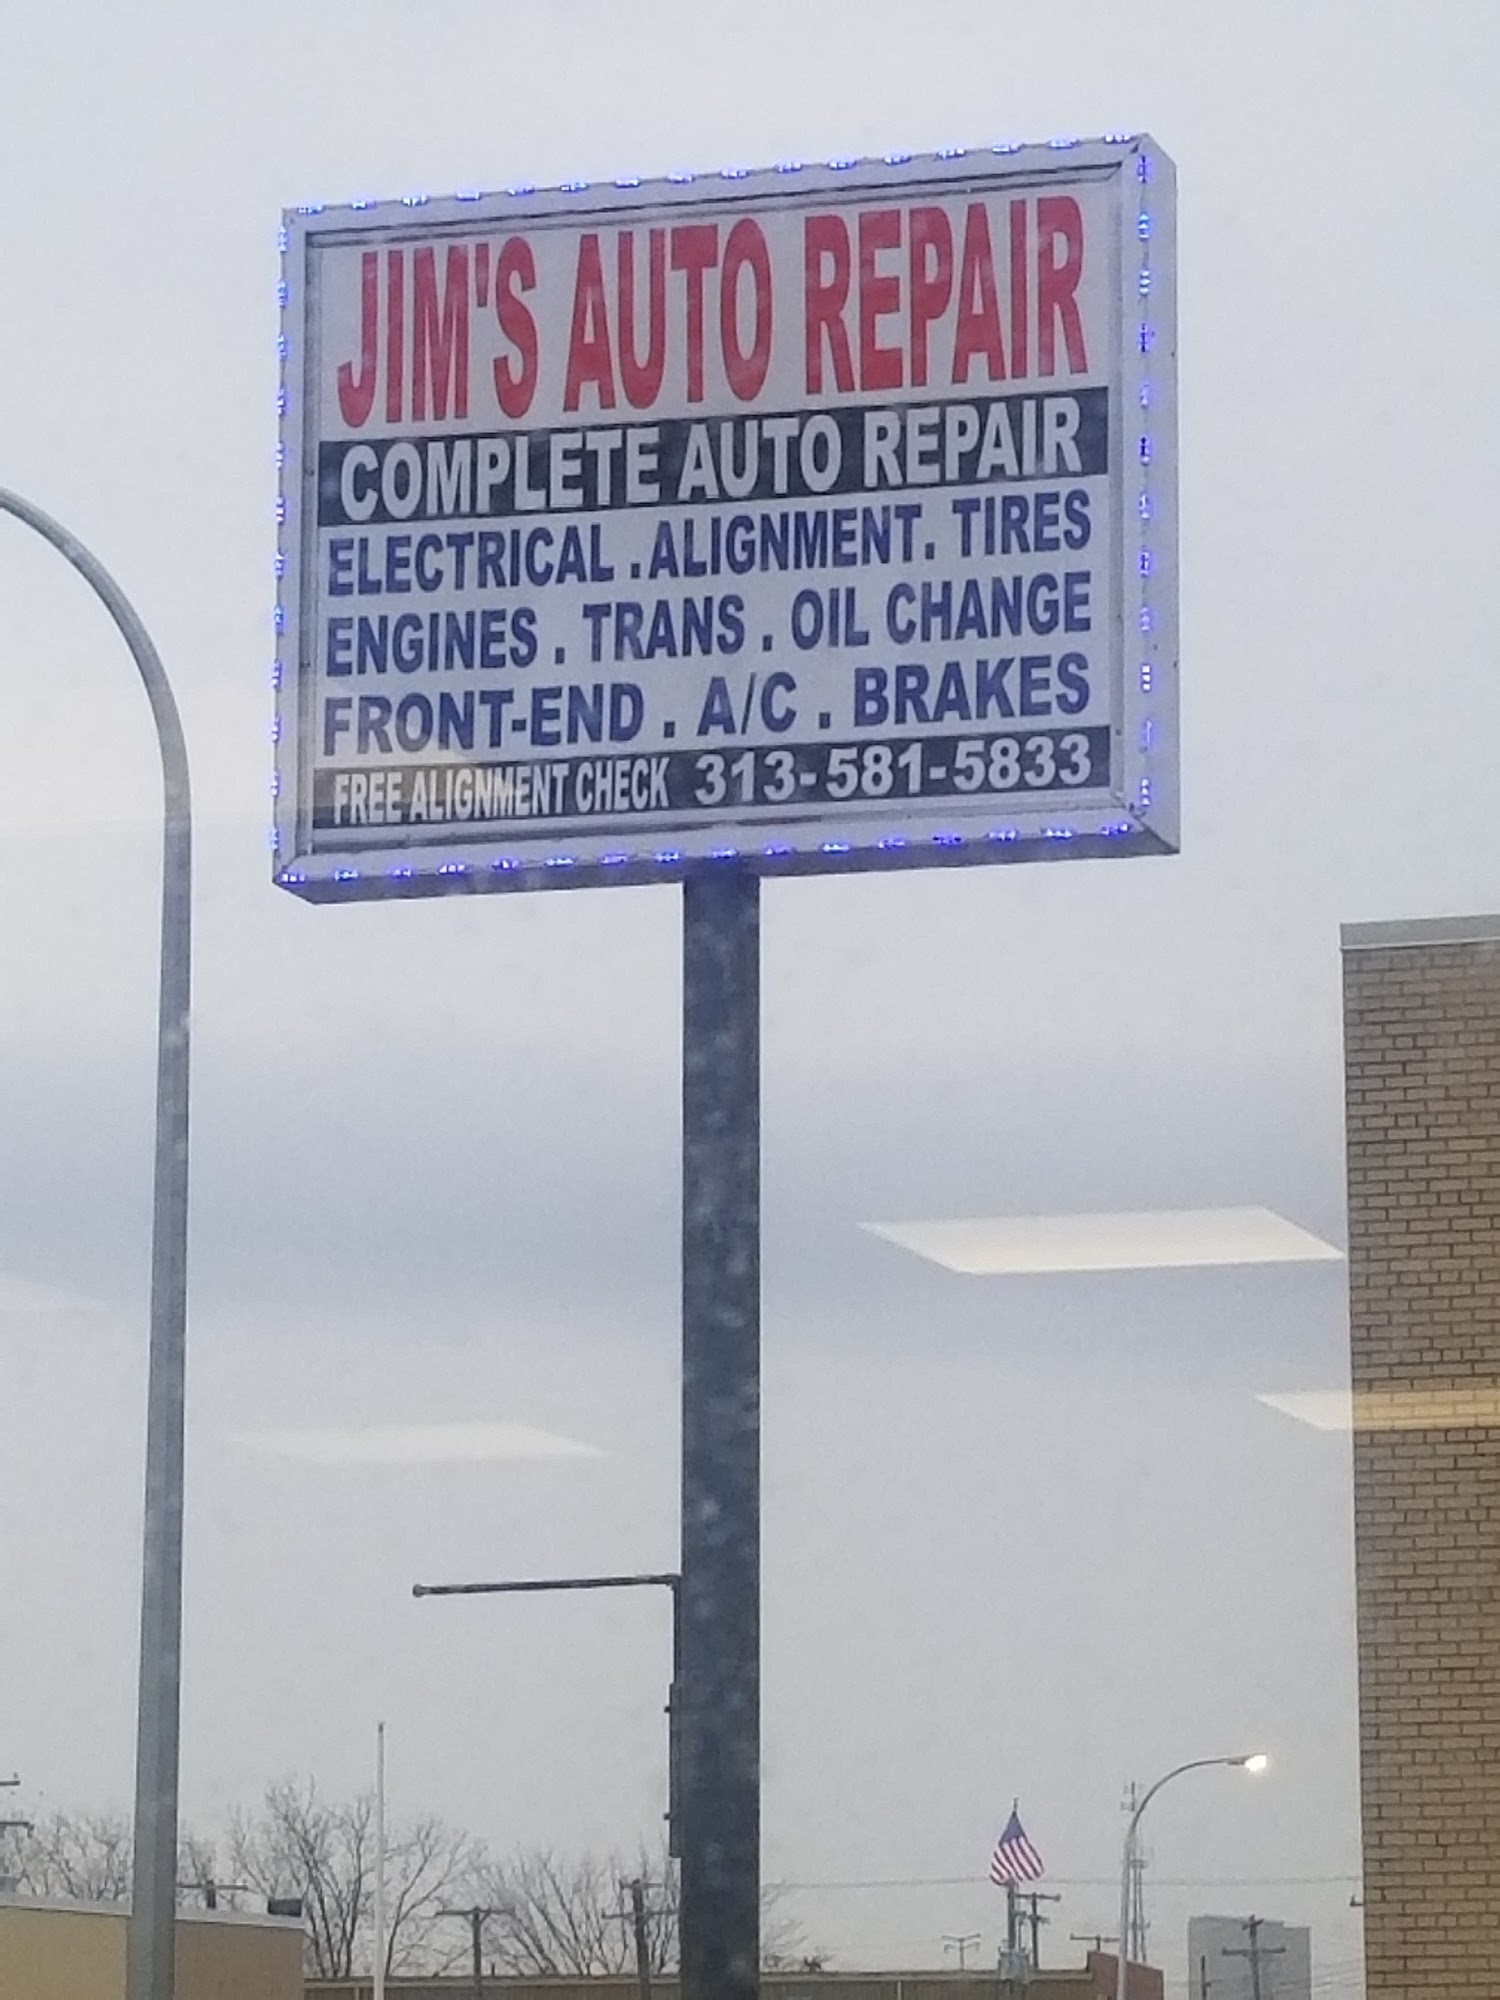 JIM'S AUTO REPAIR
COMPLETE AUTO REPAIR
ELECTRICAL . ALIGNMENT . TIRES
ENGINES . TRANS . OIL CHANGE
FRONT-END . A/C . BRAKES
FREE ALIGNMENT CHECK 313-581-5833